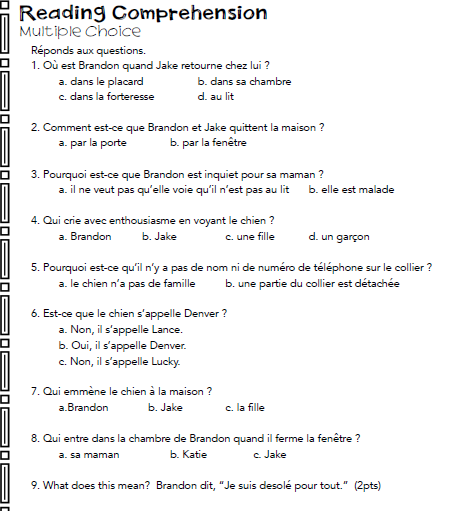 Reading Comprehension
Multiple Choice
Réponds aux questions.
1. Où est Brandon quand Jake retourne chez lui ?
a. dans le placard b. dans sa chambre
c. dans la forteresse d. au lit
2. Comment est-ce que Brandon et Jake quittent la maison ?
a. par la porte b. par la fenêtre
3. Pourquoi est-ce que Brandon est inquiet pour sa maman ?
a. il ne veut pas qu'elle voie qu'il n'est pas au lit b. elle est malade
4. Qui crie avec enthousiasme en voyant le chien ?
a. Brandon b. Jake c. une fille d. un garçon
5. Pourquoi est-ce qu'il n'y a pas de nom ni de numéro de téléphone sur le collier ?
a. le chien n'a pas de famille b. une partie du collier est détachée
6. Est-ce que le chien s'appelle Denver ?
a. Non, il s'appelle Lance.
b. Oui, il s'appelle Denver.
c. Non, il s'appelle Lucky.
7. Qui emmène le chien à la maison ?
a.Brandon b. Jake c. la fille
8. Qui entre dans la chambre de Brandon quand il ferme la fenêtre ?
a. sa maman b. Katie c. Jake
9. What does this mean? Brandon dit, "Je suis desolé pour tout." (2pts)